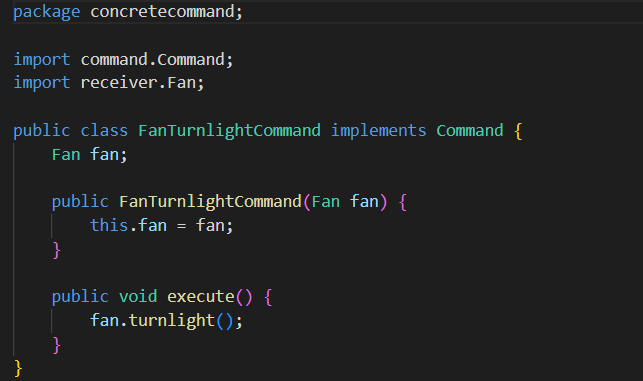 package concretecommand;
import command.Command;
import receiver.Fan;
public class FanTurnlightCommand implements Command {
Fan fan;
public FanTurnlightCommand(Fan fan) {
this.fan = fan;
}
public void execute() {
fan.turnlight();
}
}